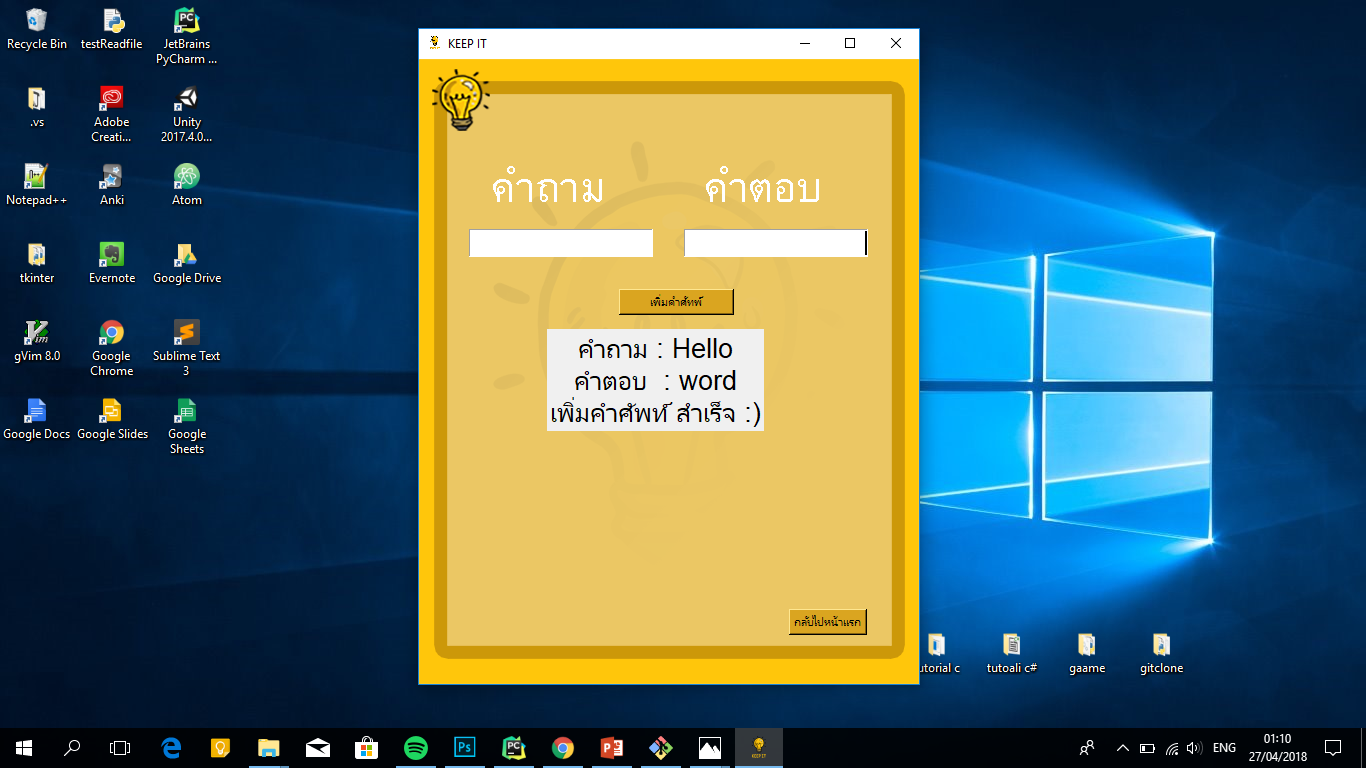 Recycle Bin
testReadfile
JetBrains
PyCharm ...
.vs
Adobe
Creati...
Unity
2017.4.0...
Notepad++
Anki
Atom
tkinter
Evernote
Google Drive
gVim 8.0
Google
Chrome
Sublime Text
3
Google Docs
Google Slides
Google
Sheets
KEEP IT
คำถาม
คำตอบ
เพิ่มคำศัพท์
คำถาม : Hello
คำตอบ : word
เพิ่มคำศัพท์ สำเร็จ :)
กลับไปหน้าแรก
utorial c
tutoali c#
gaame
gitclone
ENG
01:10
27/04/2018